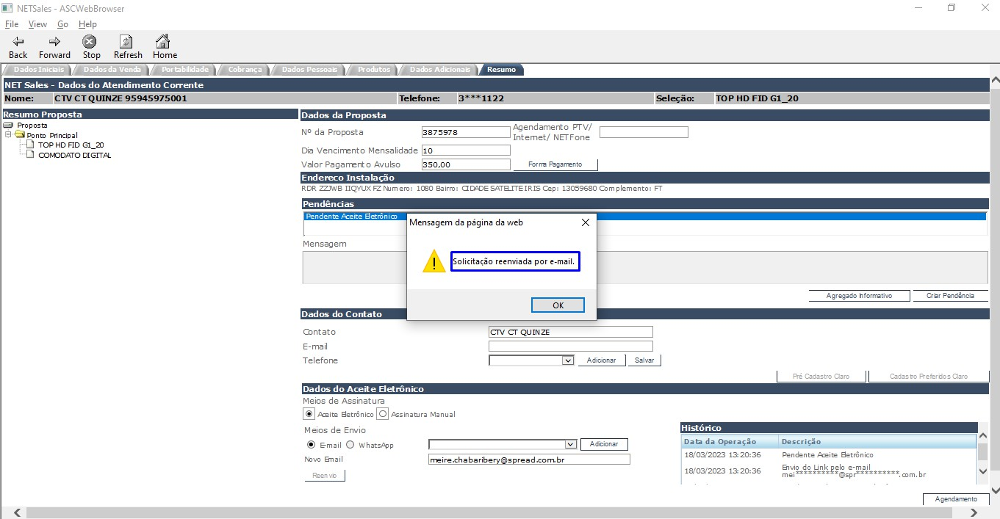 NETSales - ASCWebBrowser
File View Go Help
Back Forward Stop Refresh Home
Dados Iniciais Dados da Venda Portabilidade Cobrança Dados Pessoais Produtos Dados Adicionais Resumo
NET Sales - Dados do Atendimento Corrente
Nome: CTV CT QUINZE 95945975001 Telefone: 3***1122 Seleção: TOP HD FID G1_20
Resumo Proposta
Proposta
Ponto Principal
TOP HD FID G1_20
COMODATO DIGITAL
Dados da Proposta
Nº da Proposta 3875978 Agendamento PTV/
Internet/ NETFone
Dia Vencimento Mensalidade 10
Valor Pagamento Avulso 350,00 Forma Pagamento
Endereco Instalação
RDR ZZJWB IIQYUX FZ Numero: 1080 Bairro: CIDADE SATELITE IRIS Cep: 13059680 Complemento: FT
Pendências
Pendente Aceite Eletrônico
Mensagem
Mensagem da página da web
Solicitação reenviada por e-mail.
OK
Agregado Informativo Criar Pendência
Dados do Contato
Contato CTV CT QUINZE
E-mail
Telefone Adicionar Salvar
Pré Cadastro Claro Cadastro Preferidos Claro
Dados do Aceite Eletrônico
Meios de Assinatura
Aceite Eletrônico Assinatura Manual
Meios de Envio
E-mail WhatsApp Adicionar
Novo Email meire.chabaribery@spread.com.br
Reenvio
Histórico
Data da Operação Descrição
18/03/2023 13:20:36 Pendente Aceite Eletrônico
18/03/2023 13:20:36 Envio do Link pelo e-mail
mei**********@spr**********.com.br
Agendamento